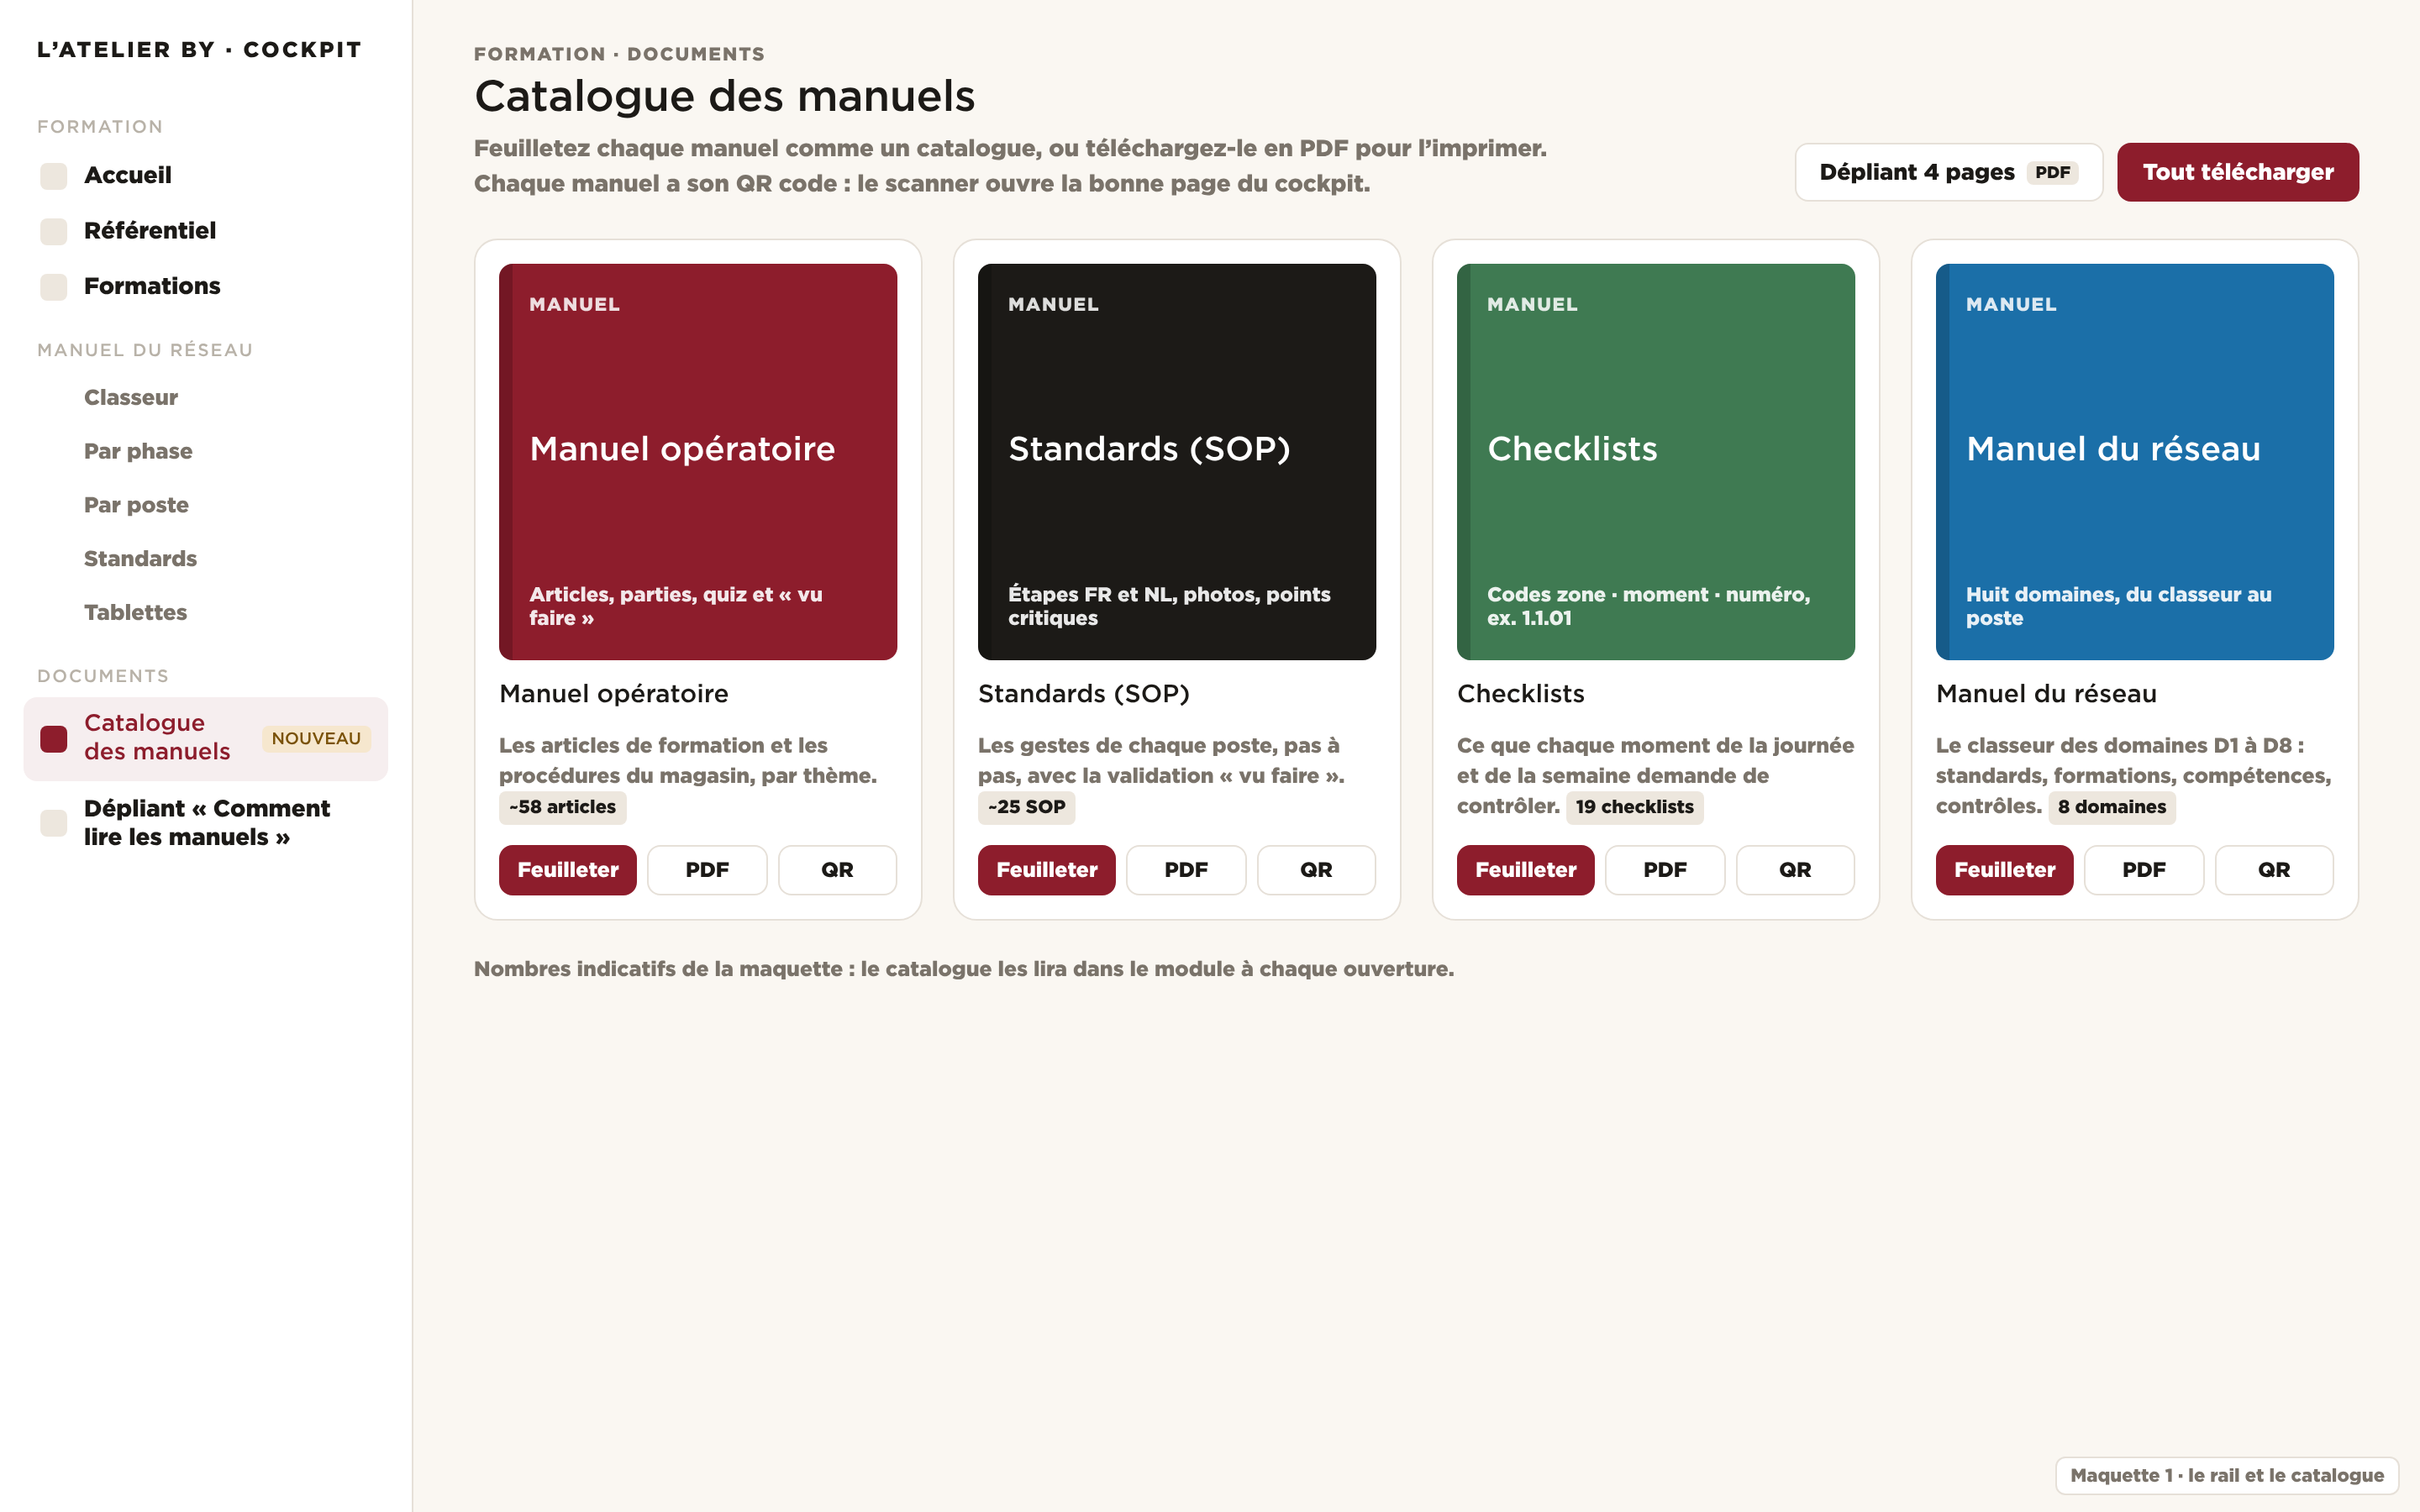 L’ATELIER BY · COCKPIT
FORMATION
Accueil
Référentiel
Formations
MANUEL DU RÉSEAU
Classeur
Par phase
Par poste
Standards
Tablettes
DOCUMENTS
Catalogue
des manuels
NOUVEAU
Dépliant « Comment
lire les manuels »
FORMATION · DOCUMENTS
Catalogue des manuels
Feuilletez chaque manuel comme un catalogue, ou téléchargez-le en PDF pour l’imprimer.
Chaque manuel a son QR code : le scanner ouvre la bonne page du cockpit.
Dépliant 4 pages PDF
Tout télécharger
MANUEL
Manuel opératoire
Articles, parties, quiz et « vu
faire »
Manuel opératoire
Les articles de formation et les
procédures du magasin, par thème.
~58 articles
Feuilleter
PDF
QR
MANUEL
Standards (SOP)
Étapes FR et NL, photos, points
critiques
Standards (SOP)
Les gestes de chaque poste, pas à
pas, avec la validation « vu faire ».
~25 SOP
Feuilleter
PDF
QR
MANUEL
Checklists
Codes zone · moment · numéro,
ex. 1.1.01
Checklists
Ce que chaque moment de la journée
et de la semaine demande de
contrôler. 19 checklists
Feuilleter
PDF
QR
MANUEL
Manuel du réseau
Huit domaines, du classeur au
poste
Manuel du réseau
Le classeur des domaines D1 à D8 :
standards, formations, compétences,
contrôles. 8 domaines
Feuilleter
PDF
QR
Nombres indicatifs de la maquette : le catalogue les lira dans le module à chaque ouverture.
Maquette 1 · le rail et le catalogue